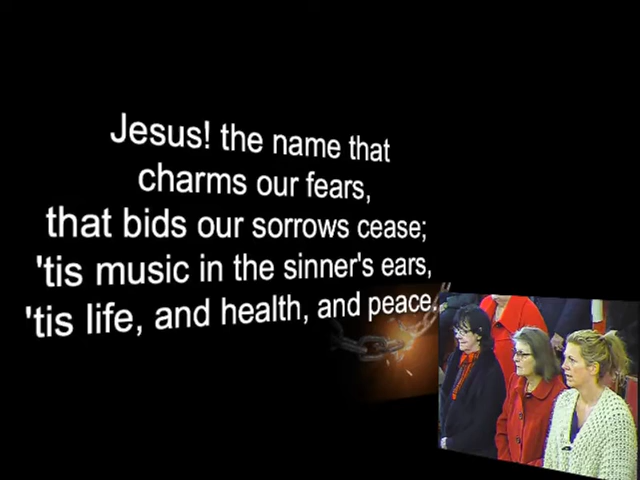 Jesus! the name that
charms our fears,
that bids our sorrows cease;
'tis music in the sinner's ears,
'tis life, and health, and peace.